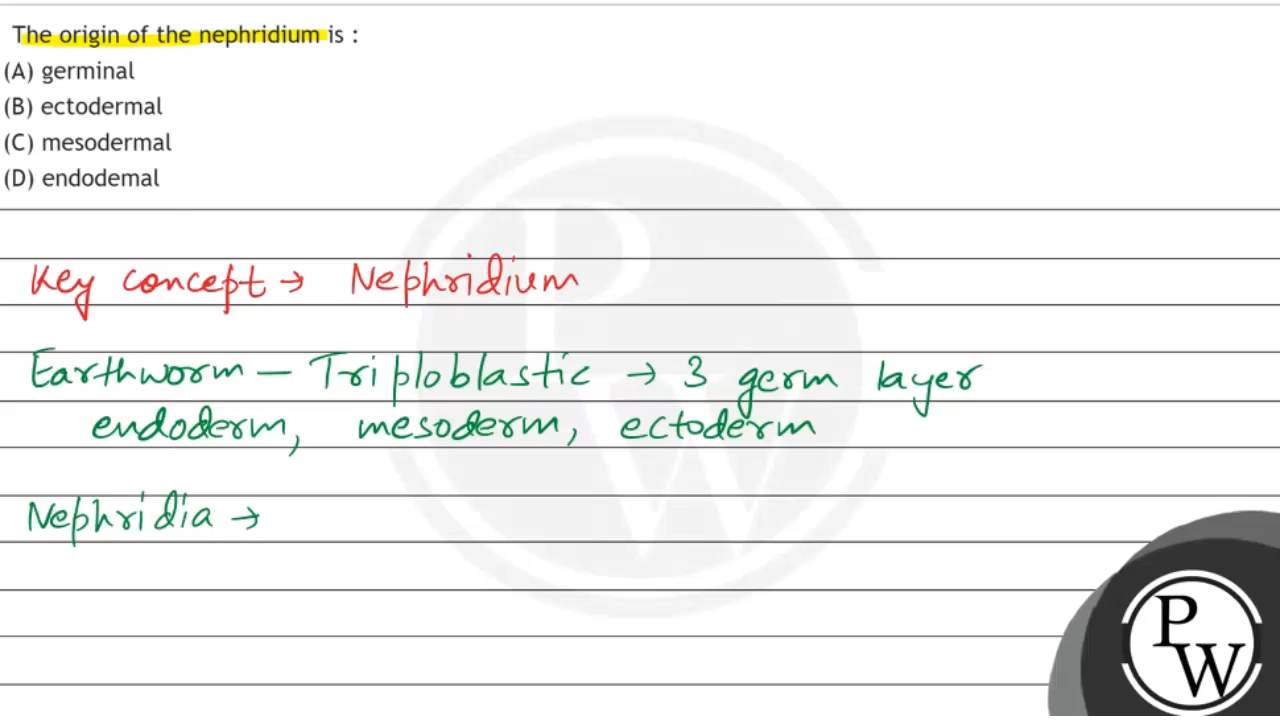 The origin of the nephridium is :
(A) germinal
(B) ectodermal
(C) mesodermal
(D) endodemal
Key concept → Nephridium
Earthworm – Triploblastic → 3 germ layer
endoderm, mesoderm, ectoderm
Nephridia →
P
W
P
W